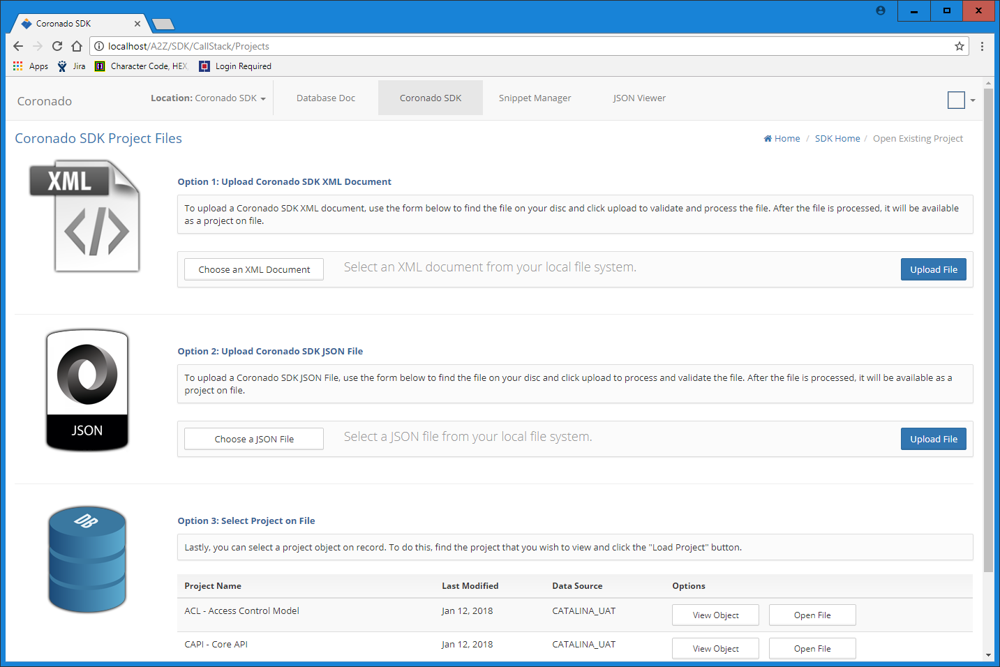 Coronado SDK
localhost/A2Z/SDK/CallStack/Projects
Apps Jira Character Code, HEX, Login Required
Coronado Location: Coronado SDK Database Doc Coronado SDK Snippet Manager JSON Viewer
Coronado SDK Project Files Home / SDK Home / Open Existing Project
XML
</>
Option 1: Upload Coronado SDK XML Document
To upload a Coronado SDK XML document, use the form below to find the file on your disc and click upload to validate and process the file. After the file is processed, it will be available
as a project on file.
Choose an XML Document Select an XML document from your local file system. Upload File
Option 2: Upload Coronado SDK JSON File
To upload a Coronado SDK JSON File, use the form below to find the file on your disc and click upload to process and validate the file. After the file is processed, it will be available as a
project on file.
JSON
Choose a JSON File Select a JSON file from your local file system. Upload File
DB
Option 3: Select Project on File
Lastly, you can select a project object on record. To do this, find the project that you wish to view and click the "Load Project" button.
Project Name Last Modified Data Source Options
ACL - Access Control Model Jan 12, 2018 CATALINA_UAT View Object Open File
CAPI - Core API Jan 12, 2018 CATALINA_UAT View Object Open File